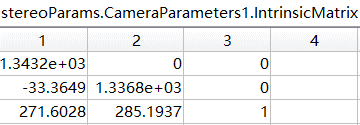 stereoParams.CameraParameters1.IntrinsicMatrix
1 2 3 4
1.3432e+03 0 0
-33.3649 1.3368e+03 0
271.6028 285.1937 1